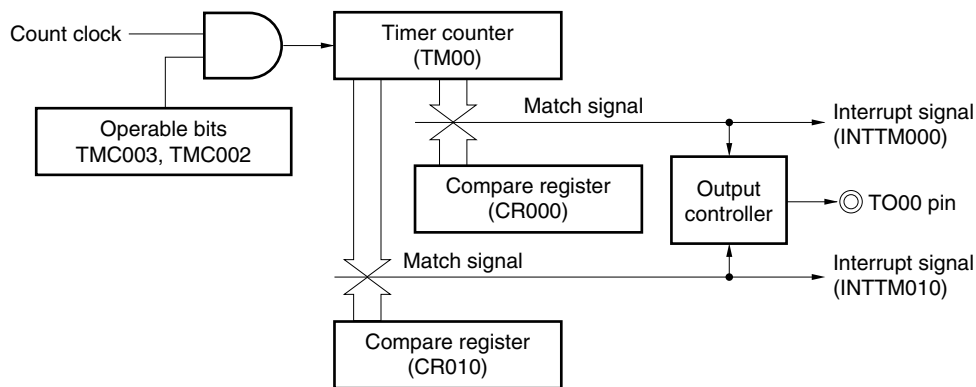 Count clock
Timer counter
(TM00)
Operable bits
TMC003, TMC002
Match signal
Interrupt signal
(INTTM000)
Compare register
(CR000)
Output
controller
TO00 pin
Match signal
Interrupt signal
(INTTM010)
Compare register
(CR010)